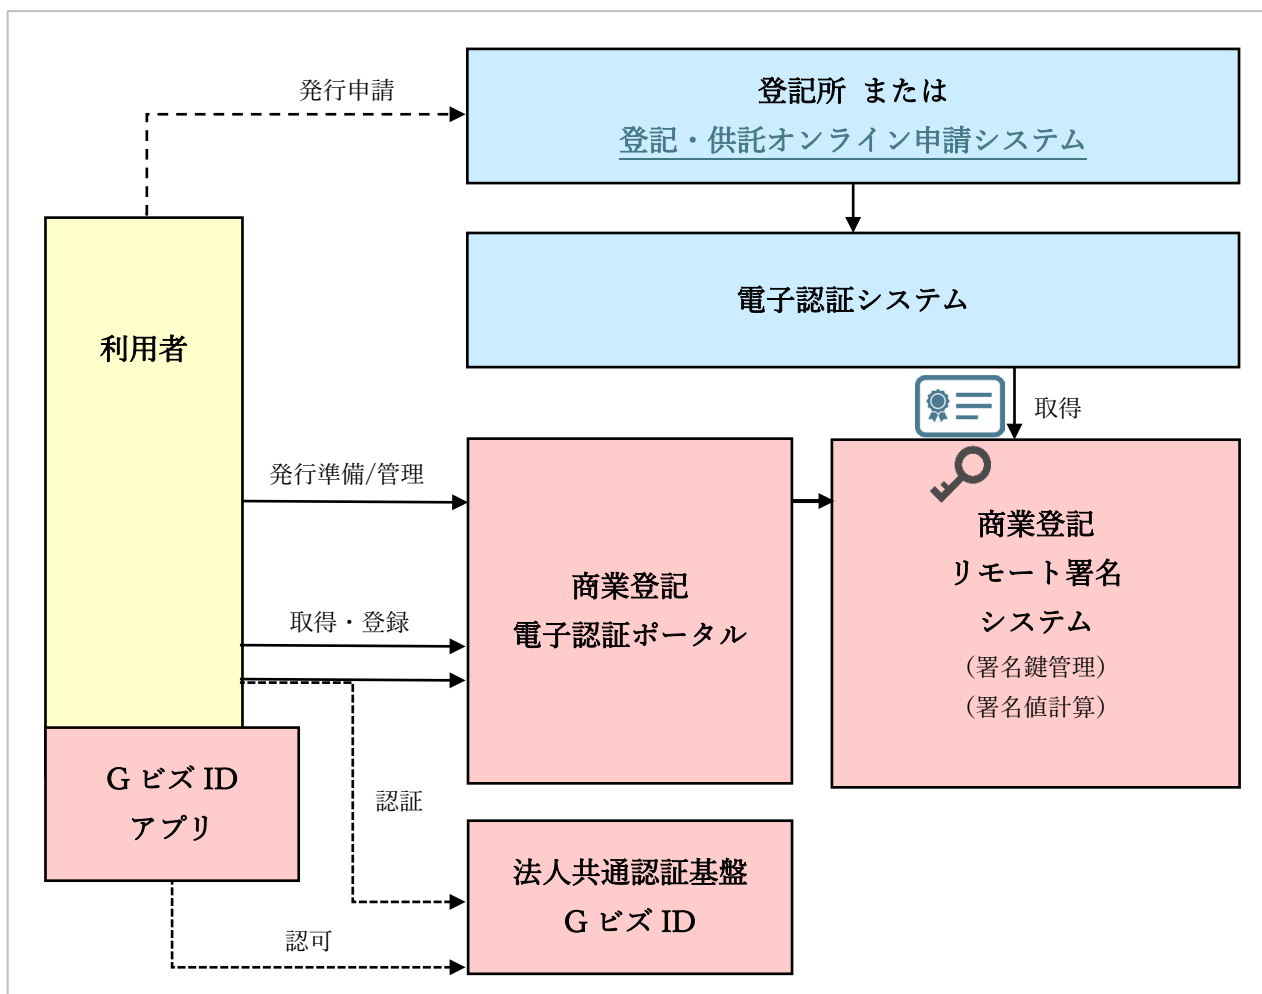 発行申請
登記所 または
登記・供託オンライン申請システム
電子認証システム
利用者
取得
発行準備/管理
商業登記
リモート署名
システム
（署名鍵管理）
（署名値計算）
商業登記
電子認証ポータル
取得・登録
G ビズ ID
アプリ
認証
法人共通認証基盤
G ビズ ID
認可